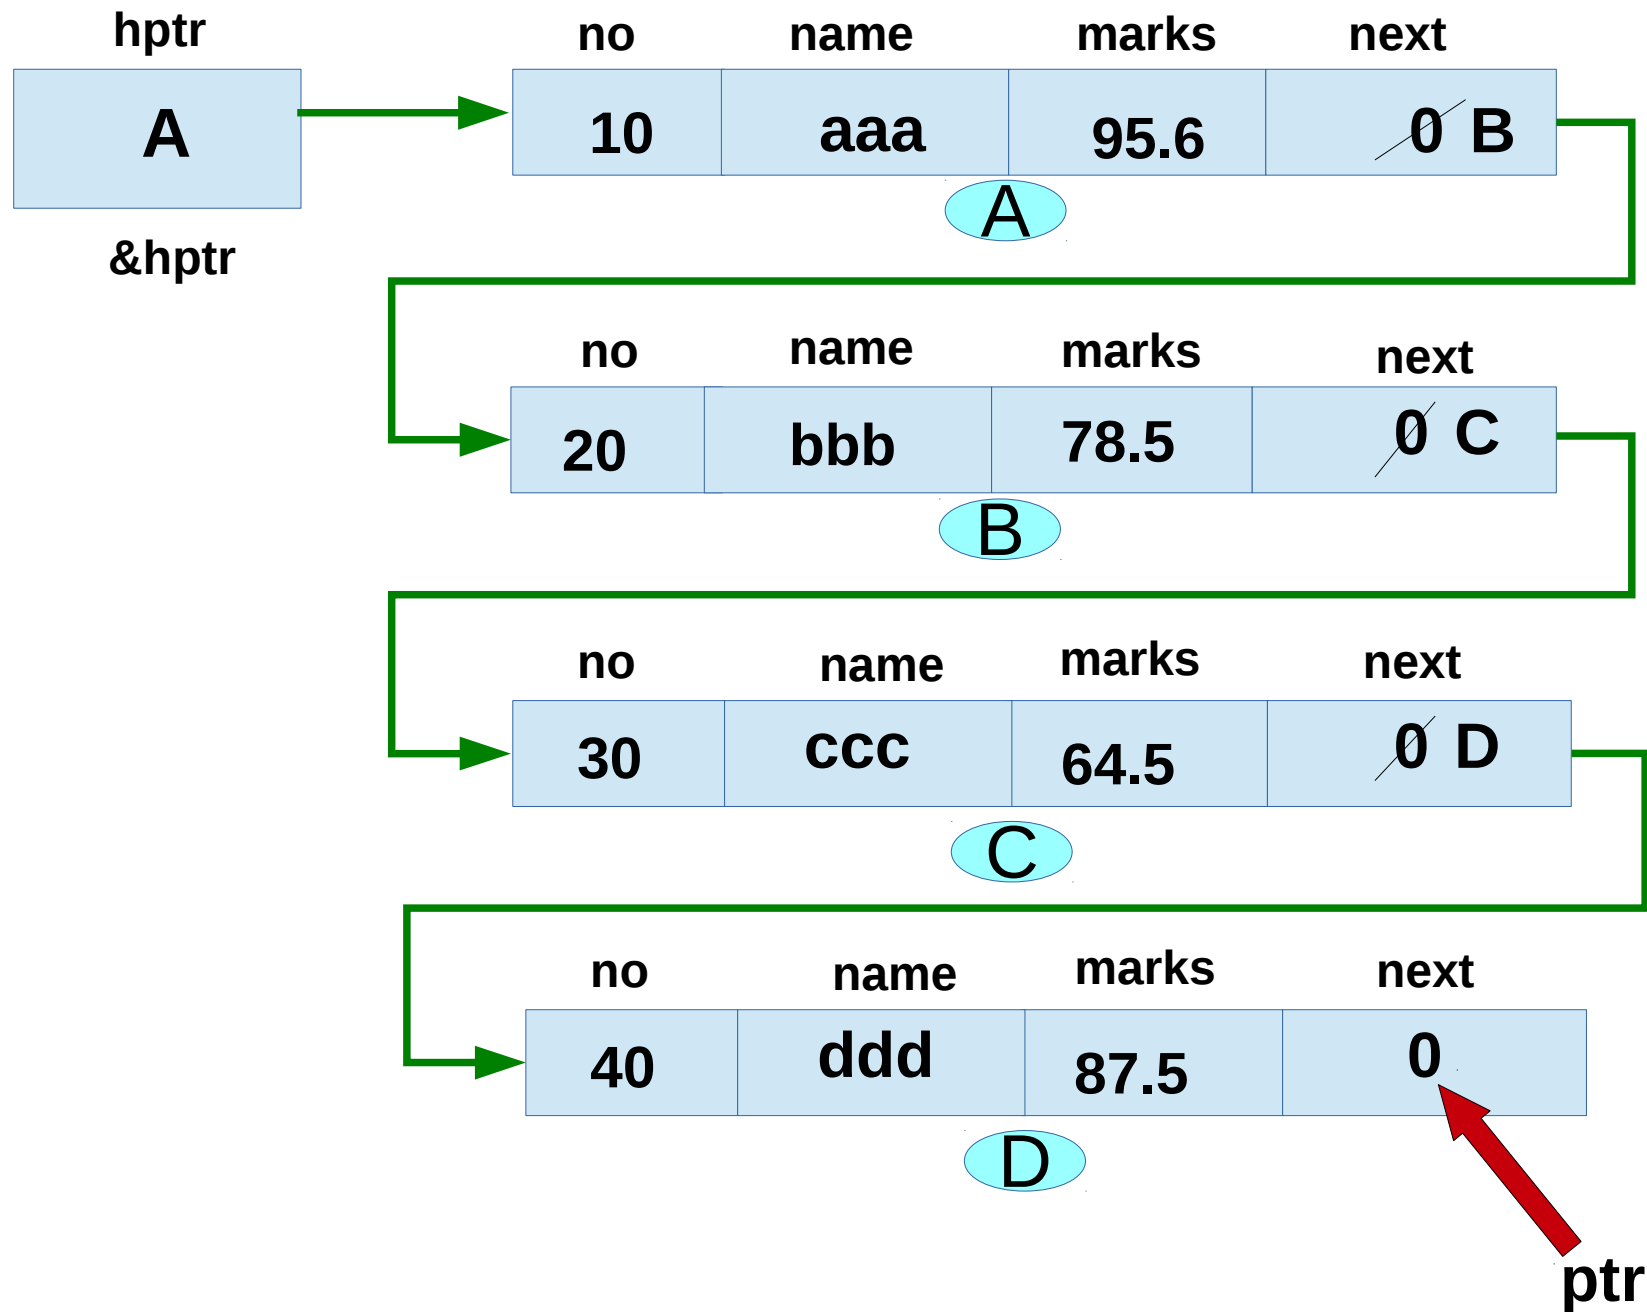 hptr no name marks next
A 10 aaa 95.6 0 B
A
&hptr
no name marks next
20 bbb 78.5 0 C
B
no name marks next
30 ccc 64.5 0 D
C
no name marks next
40 ddd 87.5 0
D
ptr